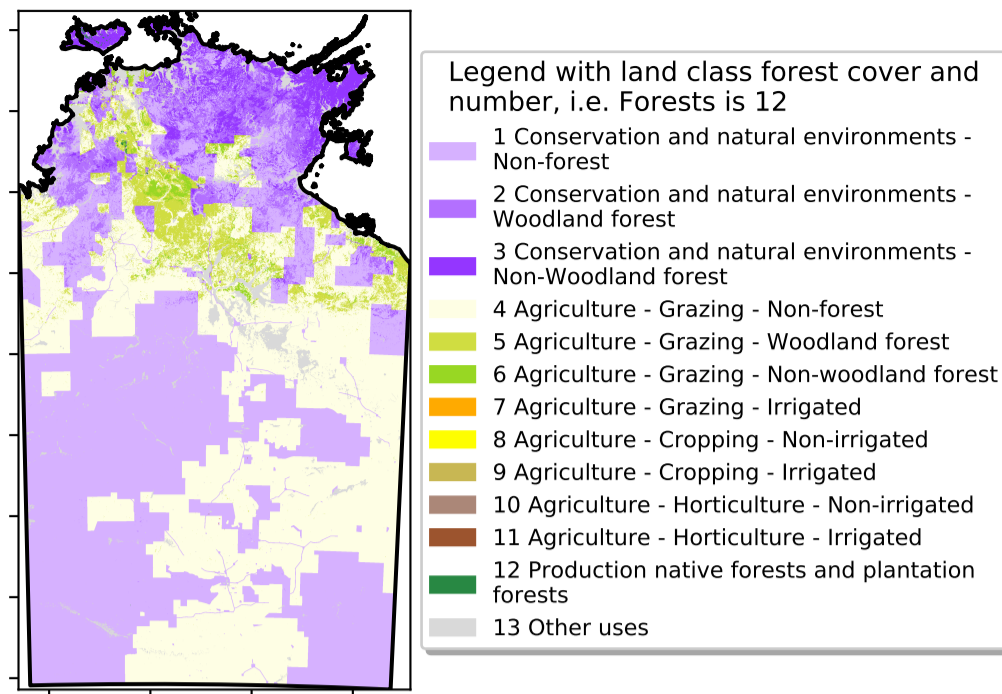 Legend with land class forest cover and
number, i.e. Forests is 12
1 Conservation and natural environments -
Non-forest
2 Conservation and natural environments -
Woodland forest
3 Conservation and natural environments -
Non-Woodland forest
4 Agriculture - Grazing - Non-forest
5 Agriculture - Grazing - Woodland forest
6 Agriculture - Grazing - Non-woodland forest
7 Agriculture - Grazing - Irrigated
8 Agriculture - Cropping - Non-irrigated
9 Agriculture - Cropping - Irrigated
10 Agriculture - Horticulture - Non-irrigated
11 Agriculture - Horticulture - Irrigated
12 Production native forests and plantation
forests
13 Other uses